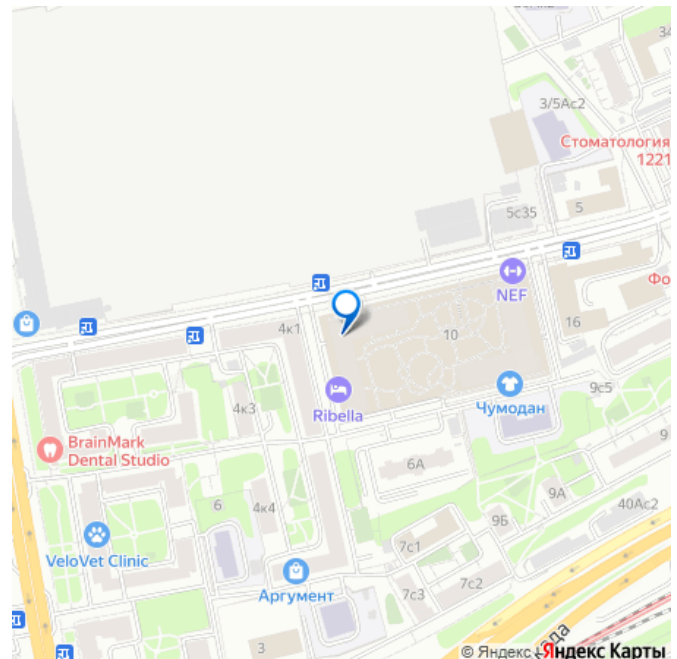 34
3/5Ас2
Стоматология
1221
5с35
5
NEF
Фо
4к1
10
16
Ribella
Чумодан
9с5
4к3
BrainMark
Dental Studio
6А
9
9А
40Ас2
6
4к4
9Б
VeloVet Clinic
7с1
7с2
7с3
Аргумент
3
© Яндекс
Яндекс Карты